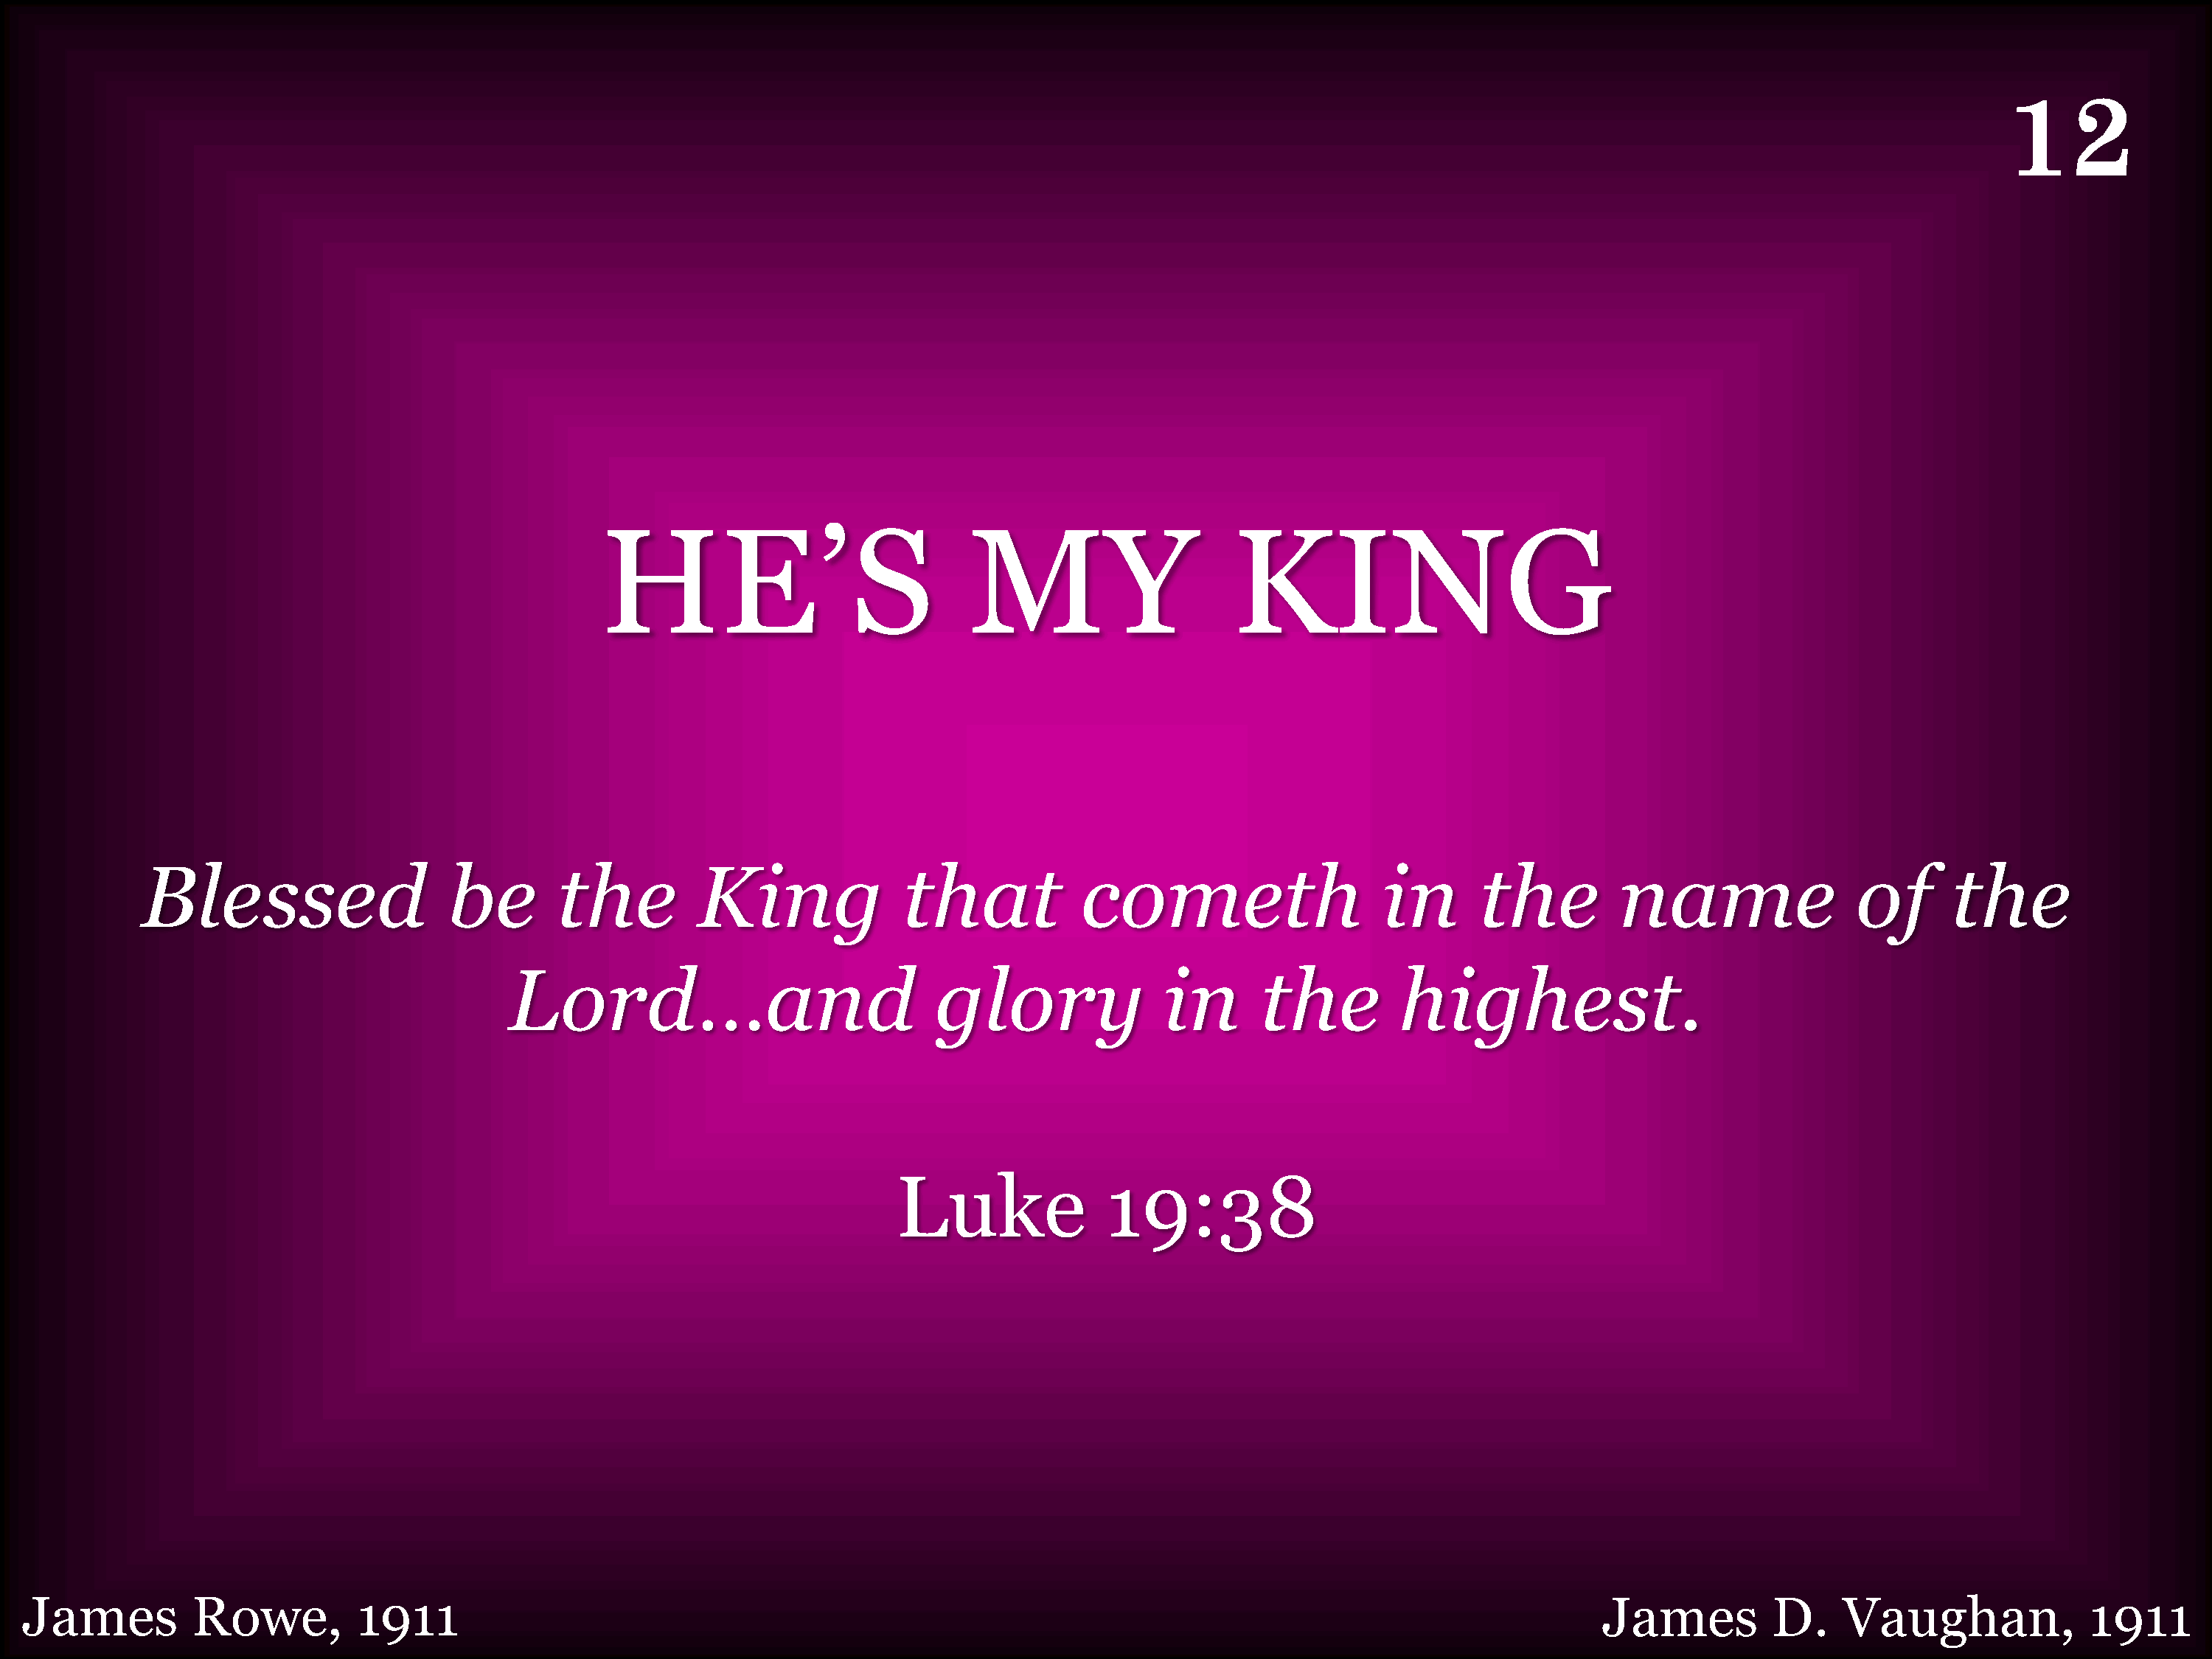 12
HE’S MY KING
Blessed be the King that cometh in the name of the
Lord…and glory in the highest.
Luke 19:38
James Rowe, 1911
James D. Vaughan, 1911